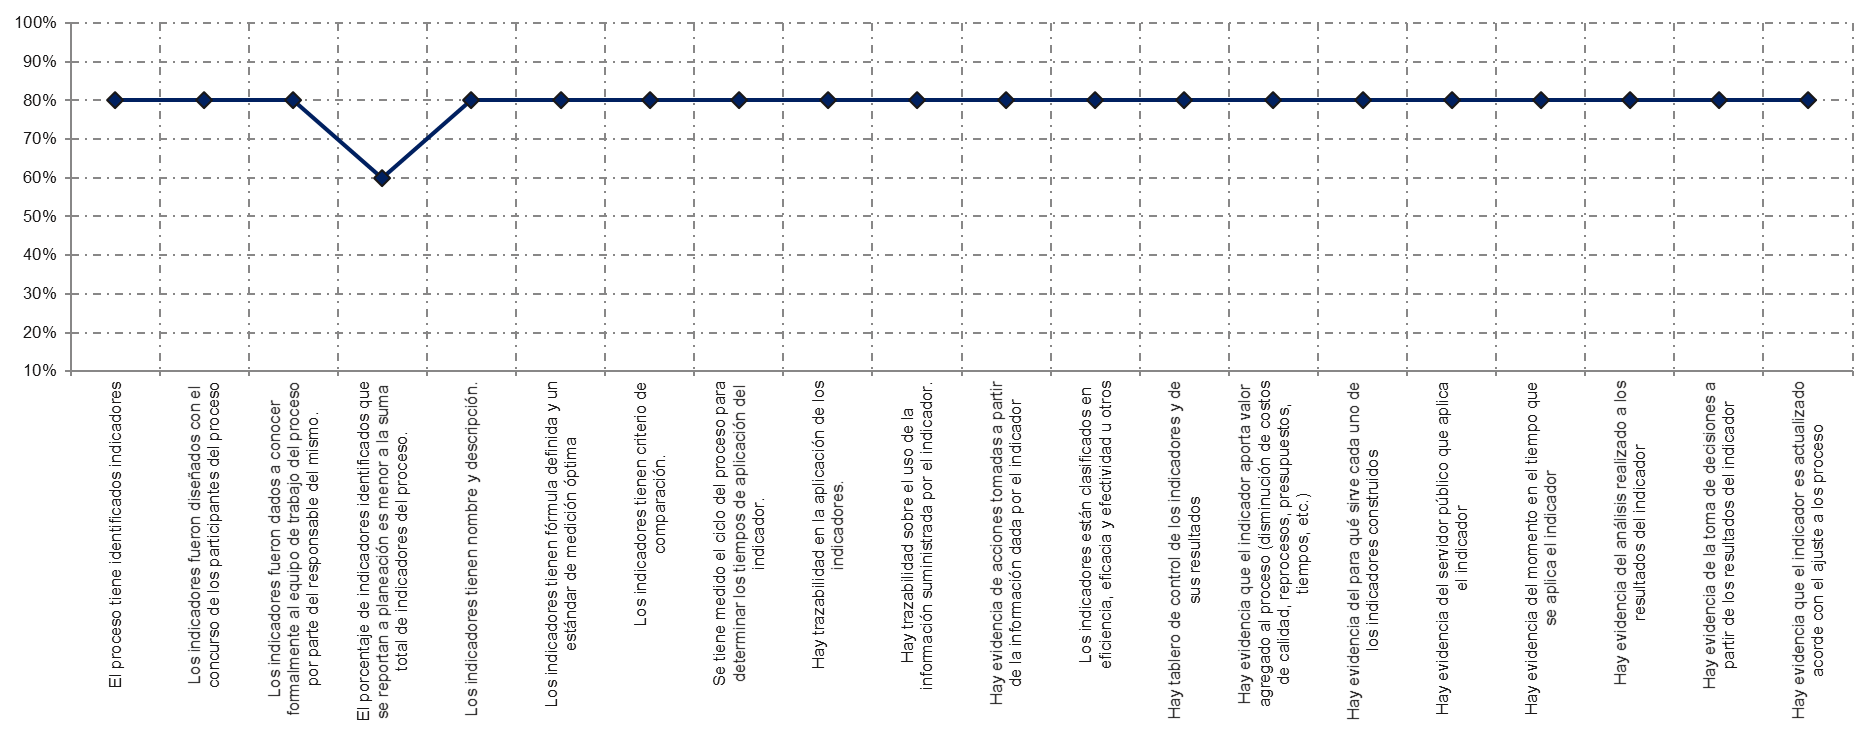 100%
90%
80%
70%
60%
50%
40%
30%
20%
10%
El proceso tiene identificados indicadores
Los indicadores fueron diseñados con el
concurso de los participantes del proceso
Los indicadores fueron dados a conocer
formalmente al equipo de trabajo del proceso
por parte del responsable del mismo.
El porcentaje de indicadores identificados que
se reportan a planeación es menor a la suma
total de indicadores del proceso.
Los indicadores tienen nombre y descripción.
Los indicadores tienen fórmula definida y un
estándar de medición óptima
Los indicadores tienen criterio de
comparación.
Se tiene medido el ciclo del proceso para
determinar los tiempos de aplicación del
indicador.
Hay trazabilidad en la aplicación de los
indicadores.
Hay trazabilidad sobre el uso de la
información suministrada por el indicador.
Hay evidencia de acciones tomadas a partir
de la información dada por el indicador
Los indicadores están clasificados en
eficiencia, eficacia y efectividad u otros
Hay tablero de control de los indicadores y de
sus resultados
Hay evidencia que el indicador aporta valor
agregado al proceso (disminución de costos
de calidad, reprocesos, presupuestos,
tiempos, etc.)
Hay evidencia del para qué sirve cada uno de
los indicadores construidos
Hay evidencia del servidor público que aplica
el indicador
Hay evidencia del momento en el tiempo que
se aplica el indicador
Hay evidencia del análisis realizado a los
resultados del indicador
Hay evidencia de la toma de decisiones a
partir de los resultados del indicador
Hay evidencia que el indicador es actualizado
acorde con el ajuste a los proceso